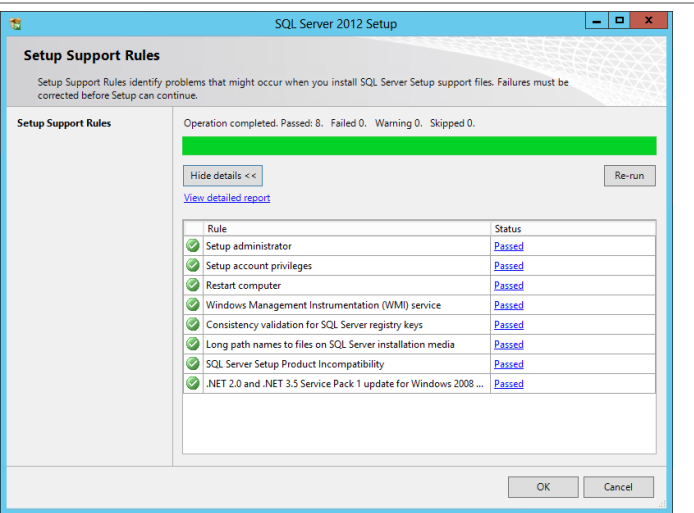 SQL Server 2012 Setup
Setup Support Rules
Setup Support Rules identify problems that might occur when you install SQL Server Setup support files. Failures must be
corrected before Setup can continue.
Setup Support Rules
Operation completed. Passed: 8. Failed 0. Warning 0. Skipped 0.
Hide details <<
Re-run
View detailed report
Rule Status
Setup administrator Passed
Setup account privileges Passed
Restart computer Passed
Windows Management Instrumentation (WMI) service Passed
Consistency validation for SQL Server registry keys Passed
Long path names to files on SQL Server installation media Passed
SQL Server Setup Product Incompatibility Passed
.NET 2.0 and .NET 3.5 Service Pack 1 update for Windows 2008 ... Passed
OK Cancel